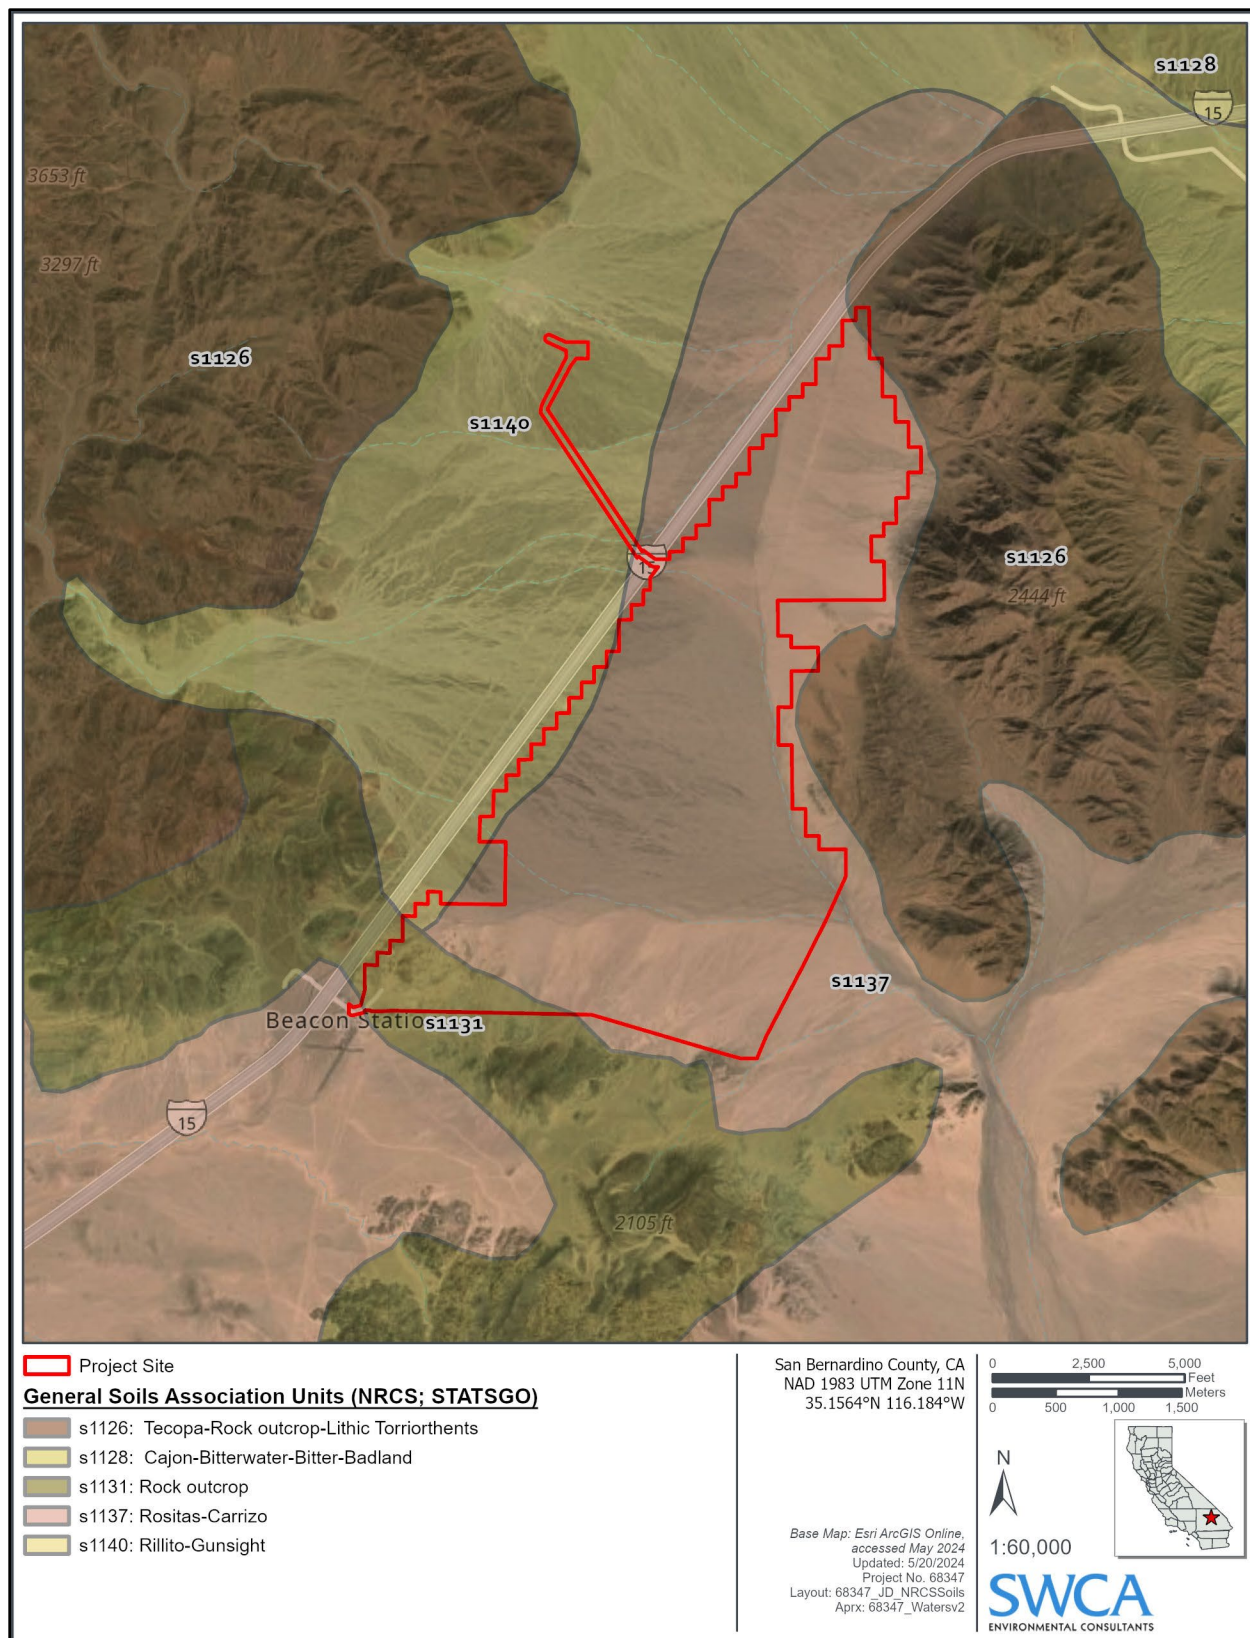 s1128
15
3653 ft
3297 ft
s1126
s1140
15
s1126
2444 ft
s1137
Beacon Statio
s1131
15
2105 ft
Project Site
General Soils Association Units (NRCS; STATSGO)
s1126: Tecopa-Rock outcrop-Lithic Torriorthents
s1128: Cajon-Bitterwater-Bitter-Badland
s1131: Rock outcrop
s1137: Rositas-Carrizo
s1140: Rillito-Gunsight
San Bernardino County, CA
NAD 1983 UTM Zone 11N
35.1564°N 116.184°W
Base Map: Esri ArcGIS Online,
accessed May 2024
Updated: 5/20/2024
Project No. 68347
Layout: 68347_JD_NRCSSoils
Aprx: 68347_Watersv2
0 2,500 5,000
Feet
Meters
0 500 1,000 1,500
N
1:60,000
SWCA
ENVIRONMENTAL CONSULTANTS